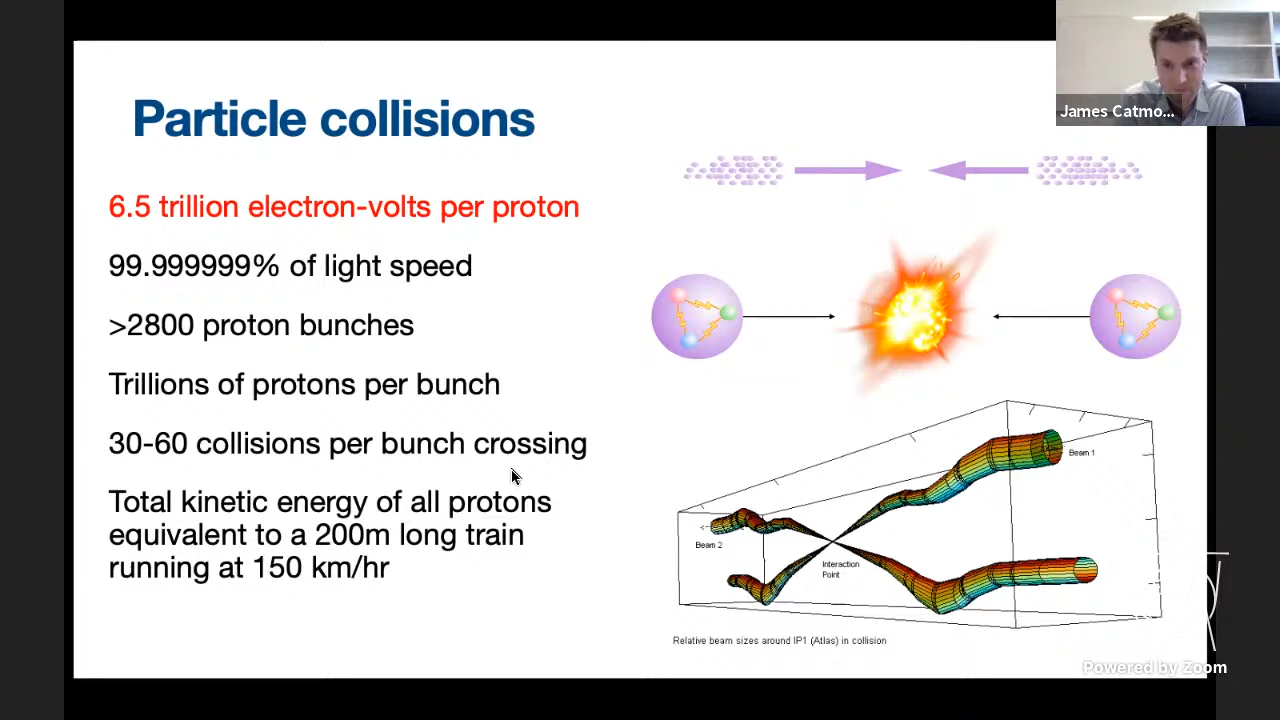 Particle collisions
James Catmo...
6.5 trillion electron-volts per proton
99.999999% of light speed
>2800 proton bunches
Trillions of protons per bunch
30-60 collisions per bunch crossing
Total kinetic energy of all protons
equivalent to a 200m long train
running at 150 km/hr
Beam 1
Beam 2
Interaction
Point
Relative beam sizes around IP1 (Atlas) in collision
Powered by Zoom